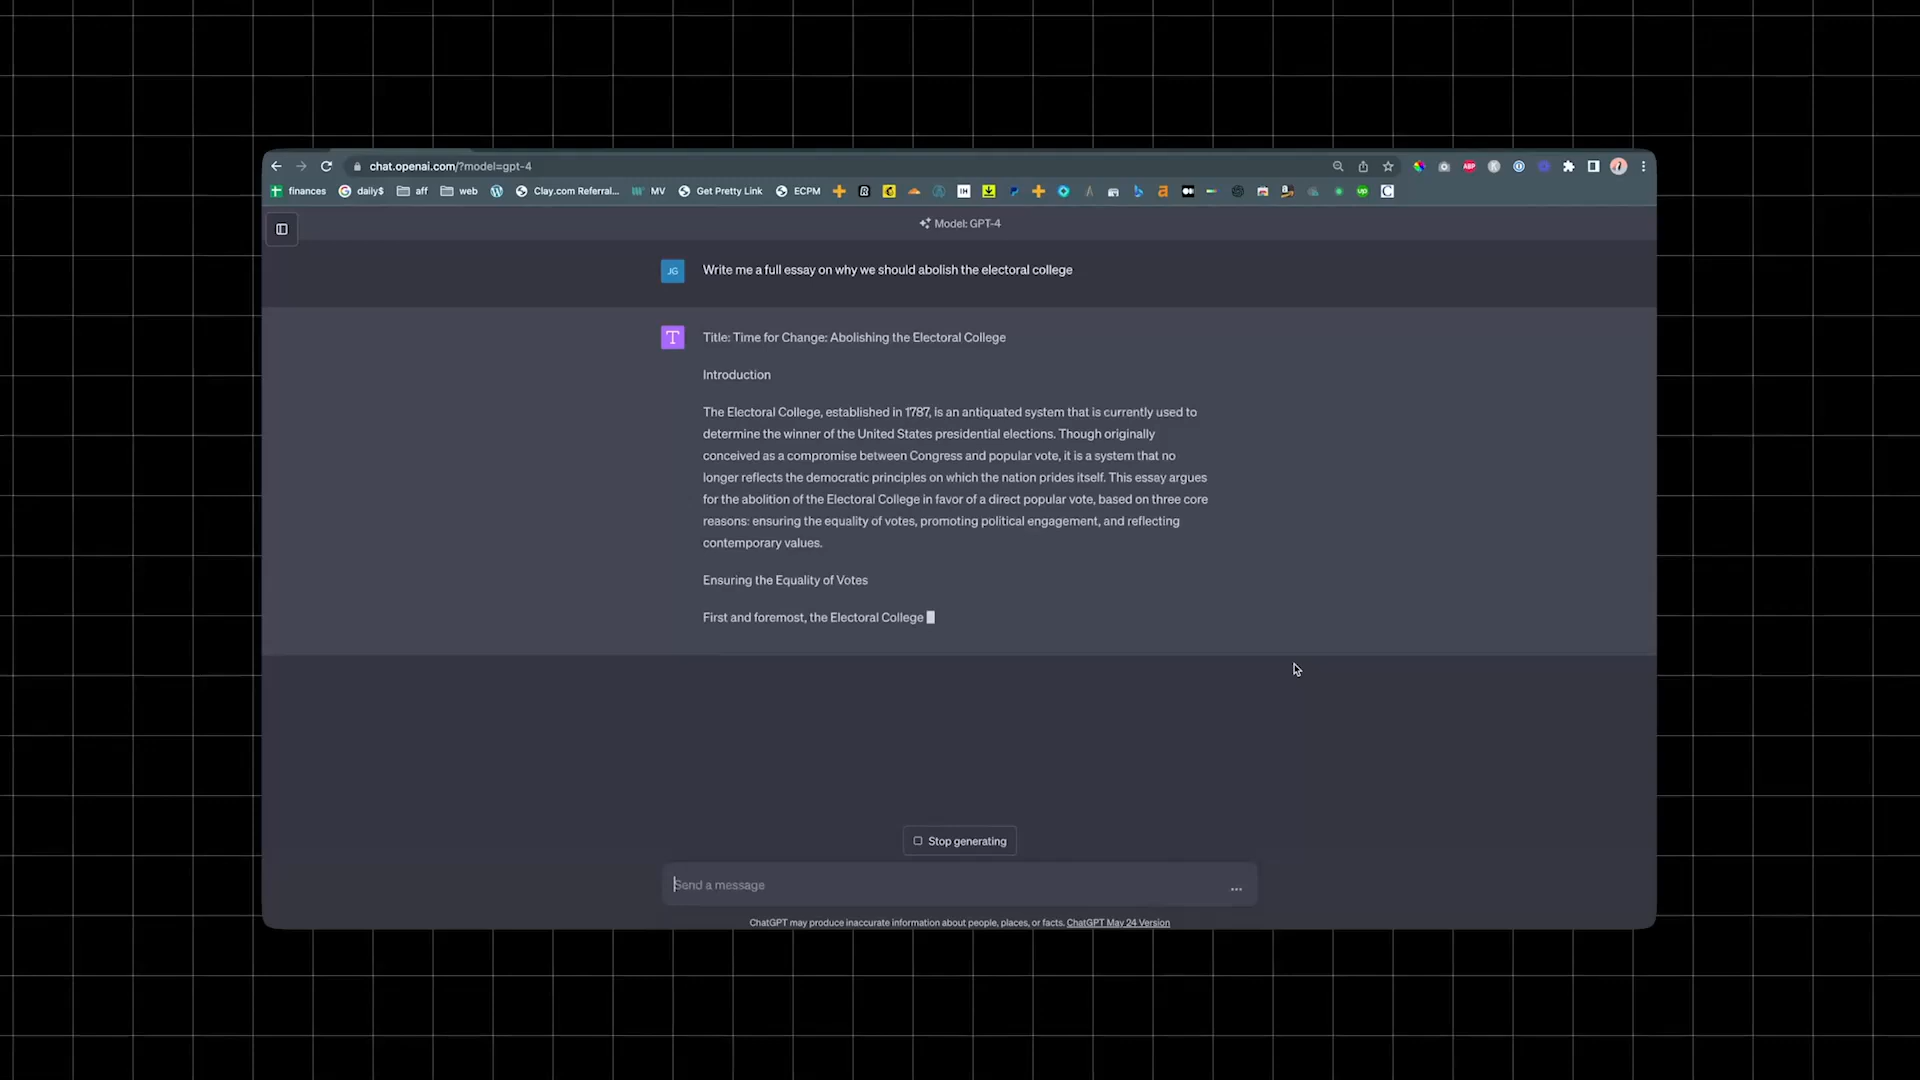 chat.openai.com/?model=gpt-4
ABP
finances daily$ aff web Clay.com Referral... MV Get Pretty Link ECPM
Model: GPT-4
JG Write me a full essay on why we should abolish the electoral college
T Title: Time for Change: Abolishing the Electoral College
Introduction
The Electoral College, established in 1787, is an antiquated system that is currently used to
determine the winner of the United States presidential elections. Though originally
conceived as a compromise between Congress and popular vote, it is a system that no
longer reflects the democratic principles on which the nation prides itself. This essay argues
for the abolition of the Electoral College in favor of a direct popular vote, based on three core
reasons: ensuring the equality of votes, promoting political engagement, and reflecting
contemporary values.
Ensuring the Equality of Votes
First and foremost, the Electoral College
Stop generating
Send a message
ChatGPT may produce inaccurate information about people, places, or facts. ChatGPT May 24 Version